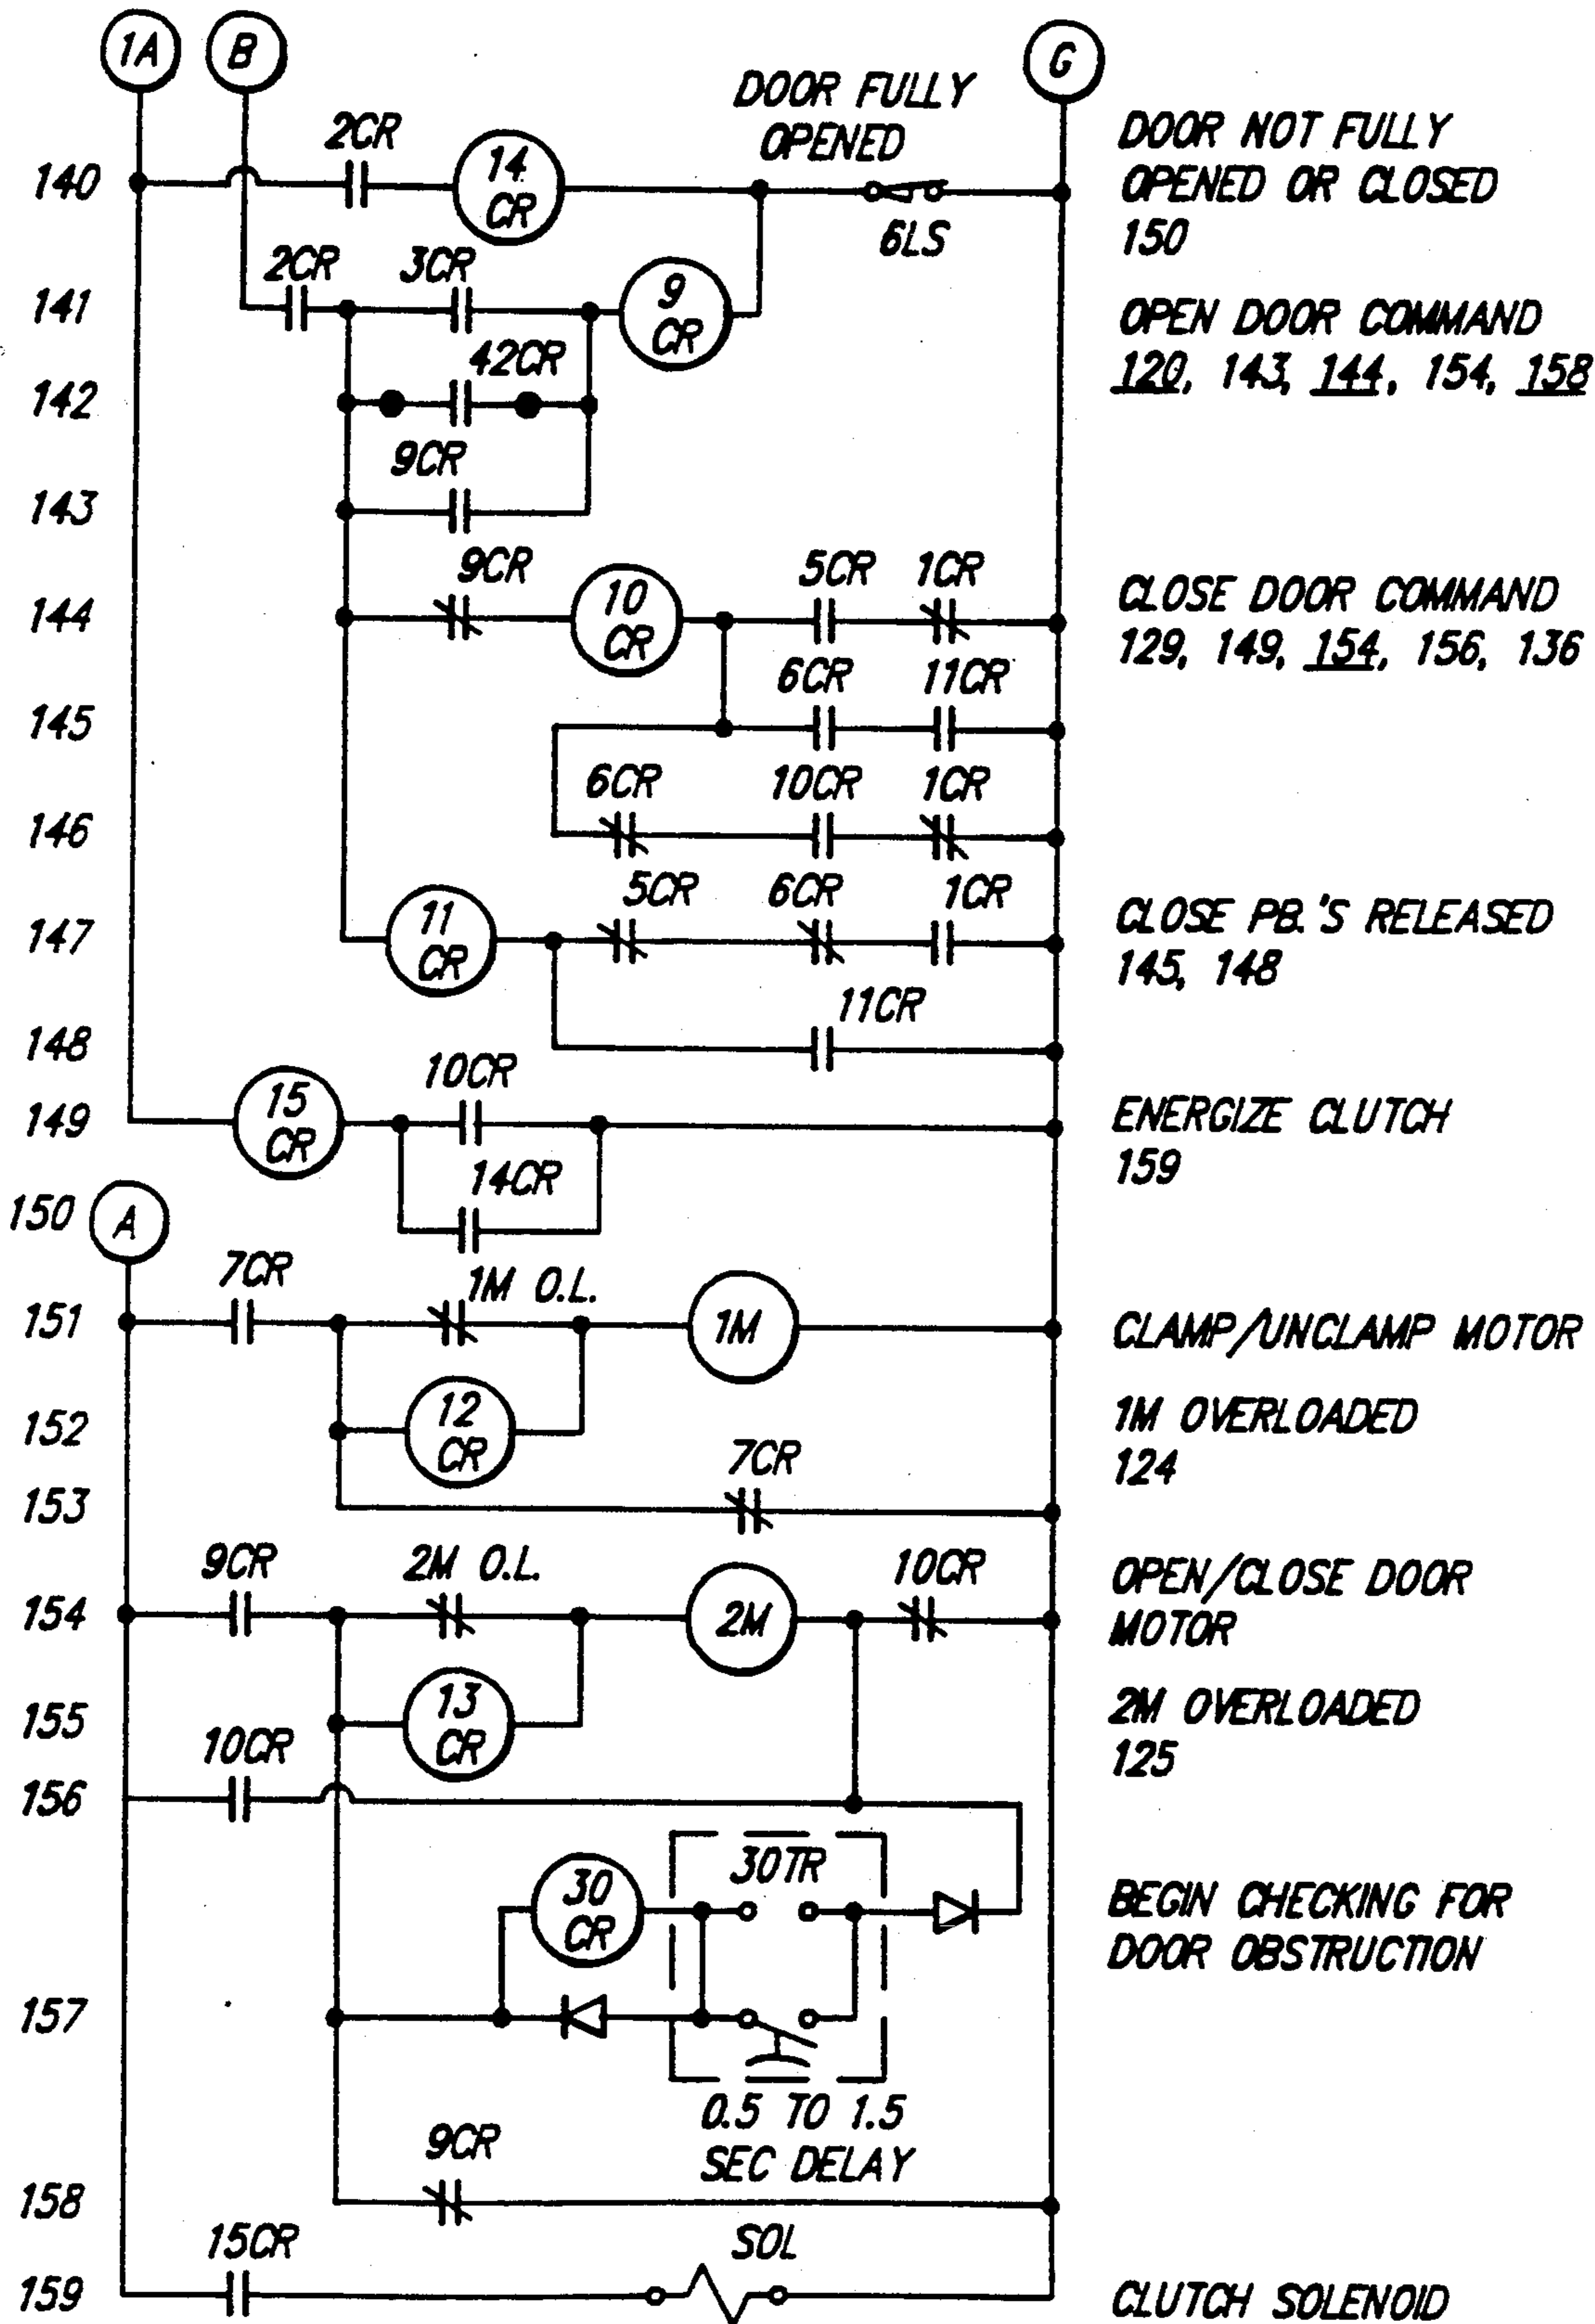 1A B G
DOOR FULLY
OPENED
DOOR NOT FULLY
OPENED OR CLOSED
150
140 2CR 14 CR 6LS
141 2CR 3CR 9 CR
OPEN DOOR COMMAND
120, 143, 144, 154, 158
142 42CR
143 9CR
144 9CR 10 CR 5CR 1CR
CLOSE DOOR COMMAND
129, 149, 154, 156, 136
145 6CR 11CR
146 6CR 10CR 1CR
147 11 CR 5CR 6CR 1CR
CLOSE PB.'S RELEASED
145, 148
148 11CR
149 15 CR 10CR
ENERGIZE CLUTCH
159
150 A 14CR
151 7CR 1M O.L. 1M
CLAMP/UNCLAMP MOTOR
152 12 CR
1M OVERLOADED
124
153 7CR
154 9CR 2M O.L. 2M 10CR
OPEN/CLOSE DOOR
MOTOR
155 13 CR
2M OVERLOADED
125
156 10CR
30 CR 30TR
BEGIN CHECKING FOR
DOOR OBSTRUCTION
157
0.5 TO 1.5
SEC DELAY
158 9CR
159 15CR SOL
CLUTCH SOLENOID